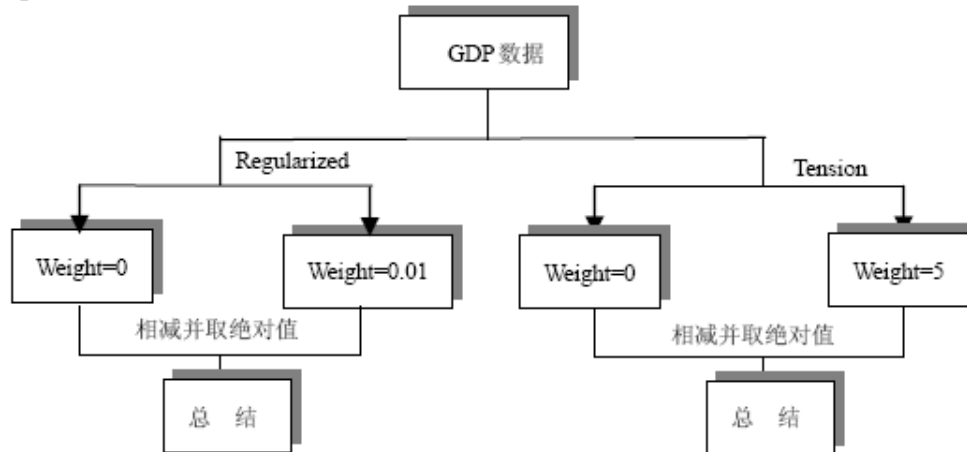 GDP 数据
Regularized
Tension
Weight=0
Weight=0.01
Weight=0
Weight=5
相减并取绝对值
相减并取绝对值
总 结
总 结